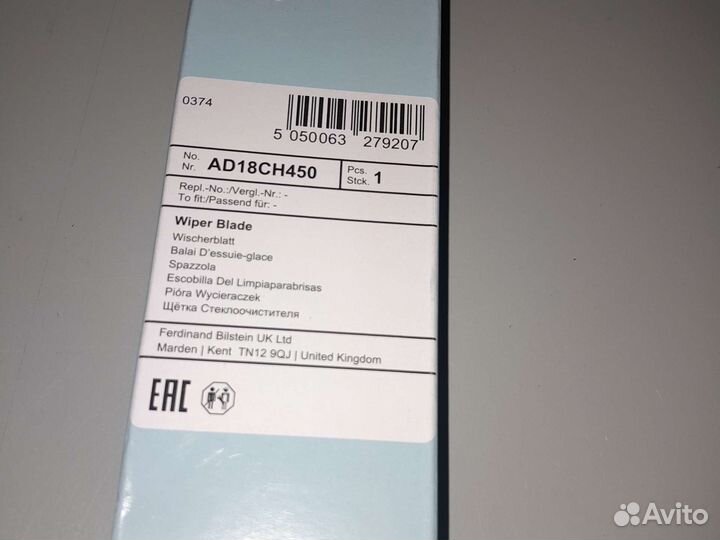 0374
5 050063 279207
No.
Nr. AD18CH450
Pcs.
Stck. 1
Repl.-No.:/Vergl.-Nr.: -
To fit:/Passend für: -
Wiper Blade
Wischerblatt
Balai D'essuie-glace
Spazzola
Escobilla Del Limpiaparabrisas
Pióra Wycieraczek
Щётка Стеклоочистителя
Ferdinand Bilstein UK Ltd
Marden | Kent TN12 9QJ | United Kingdom
EAC
Avito